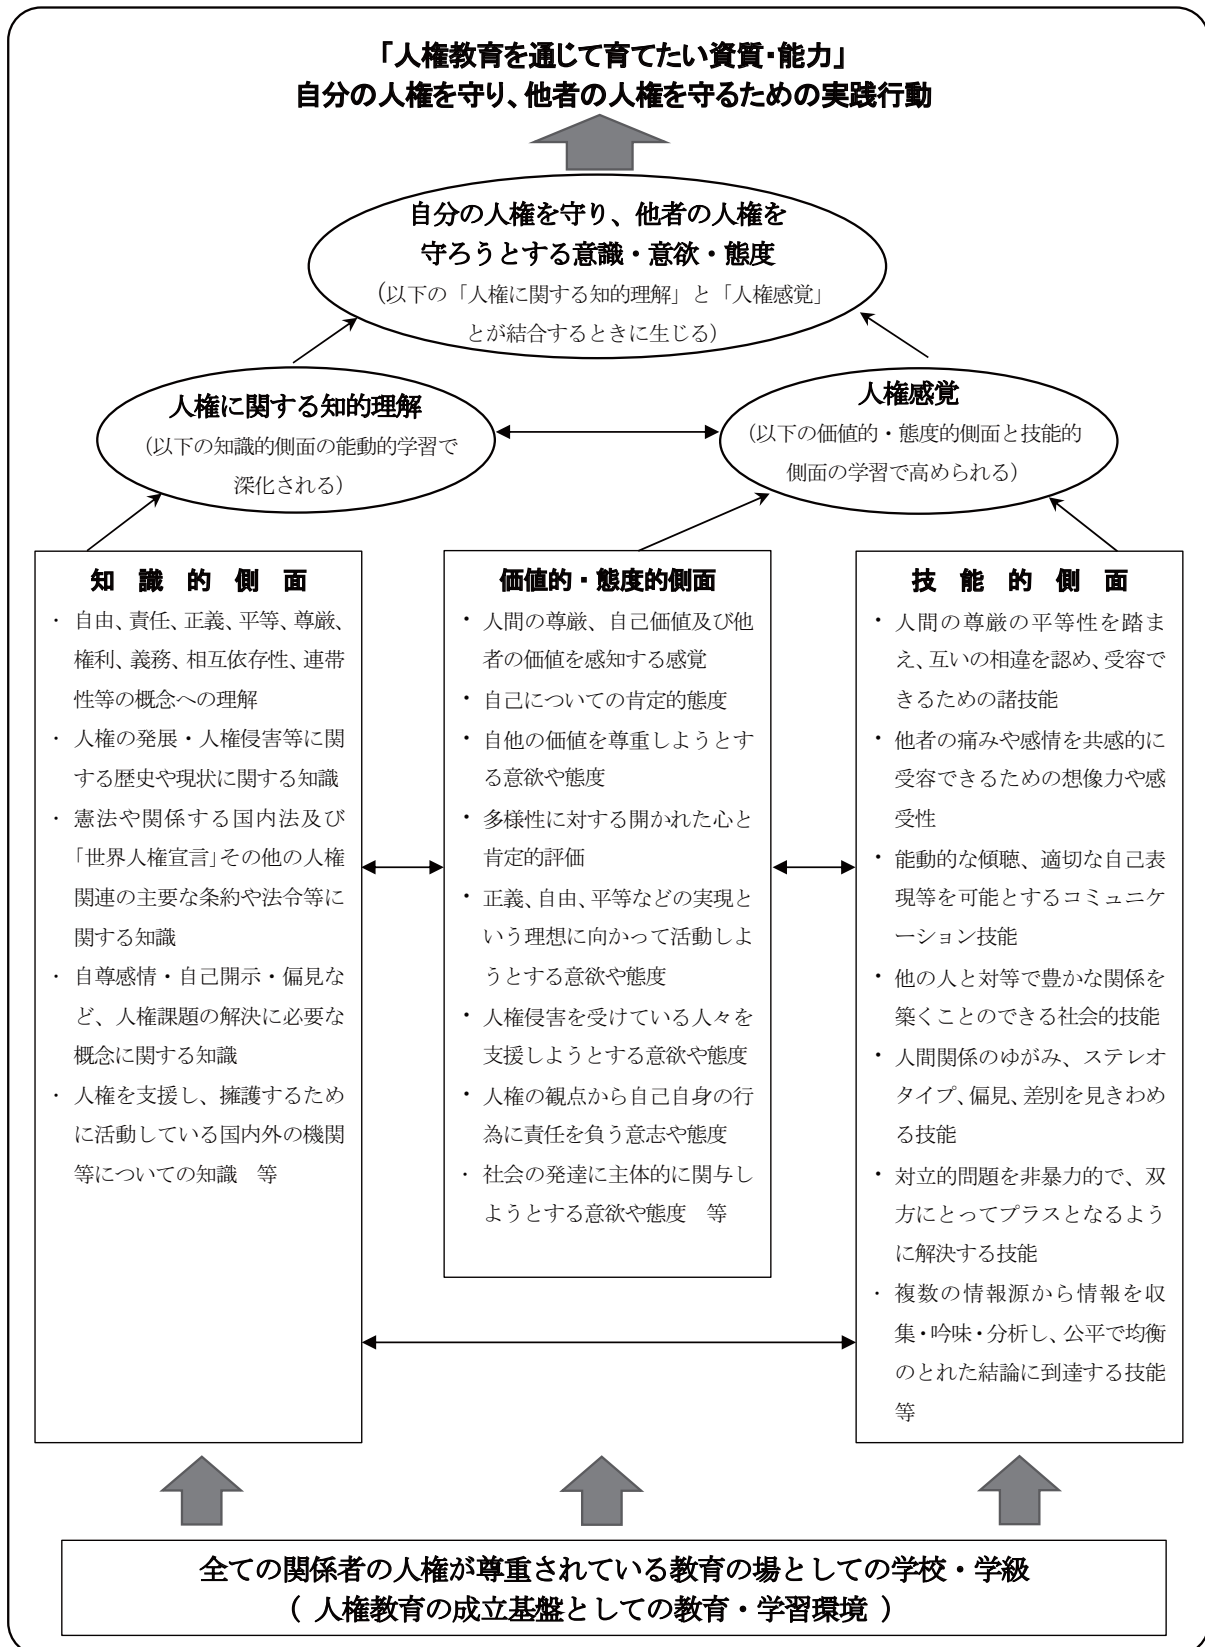 「人権教育を通じて育てたい資質・能力」
自分の人権を守り、他者の人権を守るための実践行動
自分の人権を守り、他者の人権を
守ろうとする意識・意欲・態度
（以下の「人権に関する知的理解」と「人権感覚」
とが結合するときに生じる）
人権に関する知的理解
（以下の知識的側面の能動的学習で
深化される）
人権感覚
（以下の価値的・態度的側面と技能的
側面の学習で高められる）
知　識　的　側　面
・ 自由、責任、正義、平等、尊厳、
権利、義務、相互依存性、連帯
性等の概念への理解
・ 人権の発展・人権侵害等に関
する歴史や現状に関する知識
・ 憲法や関係する国内法及び
「世界人権宣言」その他の人権
関連の主要な条約や法令等に
関する知識
・ 自尊感情・自己開示・偏見な
ど、人権課題の解決に必要な
概念に関する知識
・ 人権を支援し、擁護するため
に活動している国内外の機関
等についての知識　等
価値的・態度的側面
・ 人間の尊厳、自己価値及び他
者の価値を感知する感覚
・ 自己についての肯定的態度
・ 自他の価値を尊重しようとす
る意欲や態度
・ 多様性に対する開かれた心と
肯定的評価
・ 正義、自由、平等などの実現と
いう理想に向かって活動しよ
うとする意欲や態度
・ 人権侵害を受けている人々を
支援しようとする意欲や態度
・ 人権の観点から自己自身の行
為に責任を負う意志や態度
・ 社会の発達に主体的に関与し
ようとする意欲や態度　等
技　能　的　側　面
・ 人間の尊厳の平等性を踏ま
え、互いの相違を認め、受容で
きるための諸技能
・ 他者の痛みや感情を共感的に
受容できるための想像力や感
受性
・ 能動的な傾聴、適切な自己表
現等を可能とするコミュニケ
ーション技能
・ 他の人と対等で豊かな関係を
築くことのできる社会的技能
・ 人間関係のゆがみ、ステレオ
タイプ、偏見、差別を見きわめ
る技能
・ 対立的問題を非暴力的で、双
方にとってプラスとなるよう
に解決する技能
・ 複数の情報源から情報を収
集・吟味・分析し、公平で均衡
のとれた結論に到達する技能
等
全ての関係者の人権が尊重されている教育の場としての学校・学級
（ 人権教育の成立基盤としての教育・学習環境 ）